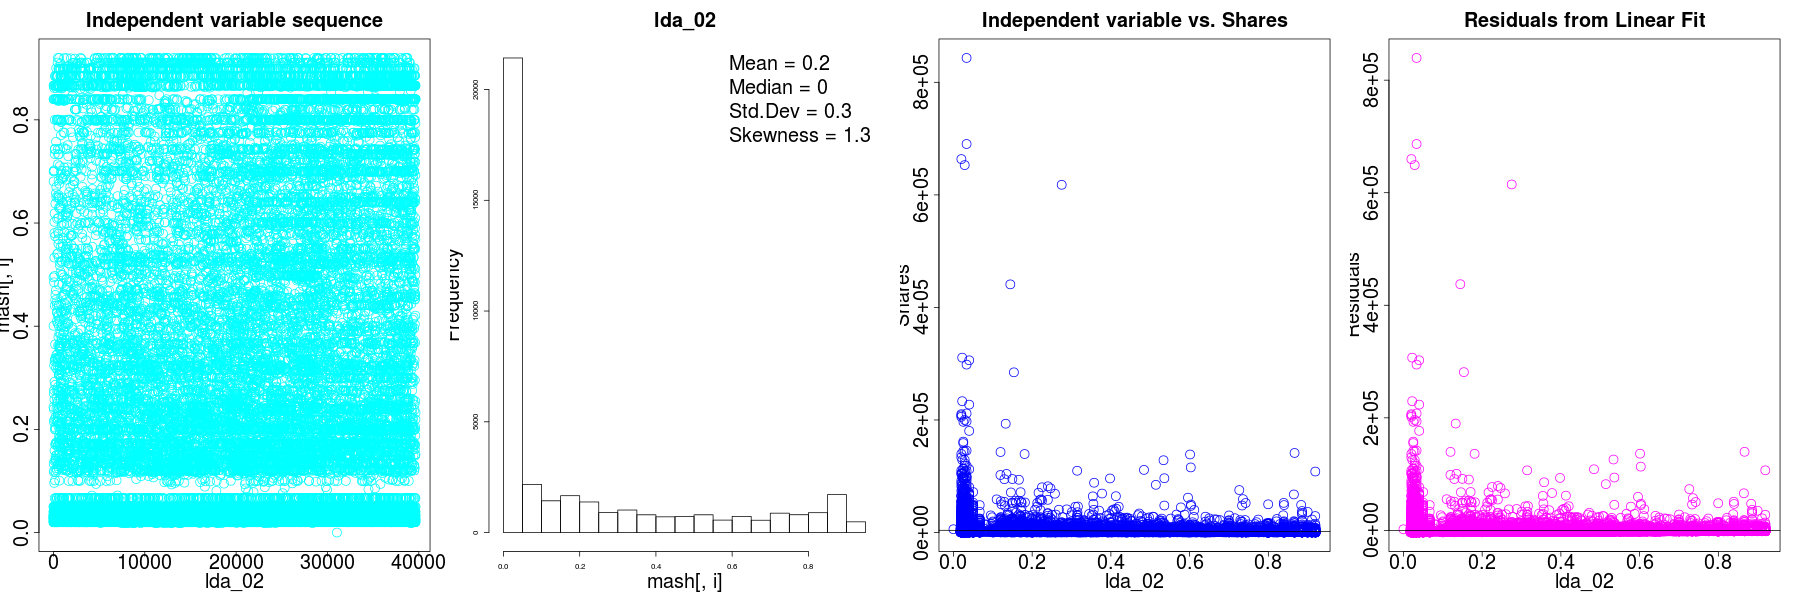 Independent variable sequence
mash[, i]
0.0 0.2 0.4 0.6 0.8
0 10000 20000 30000 40000
lda_02
lda_02
Mean = 0.2
Median = 0
Std.Dev = 0.3
Skewness = 1.3
Frequency
0 5000 10000 15000 20000
0.0 0.2 0.4 0.6 0.8
mash[, i]
Independent variable vs. Shares
Shares
0e+00 2e+05 4e+05 6e+05 8e+05
0.0 0.2 0.4 0.6 0.8
lda_02
Residuals from Linear Fit
Residuals
0e+00 2e+05 4e+05 6e+05 8e+05
0.0 0.2 0.4 0.6 0.8
lda_02